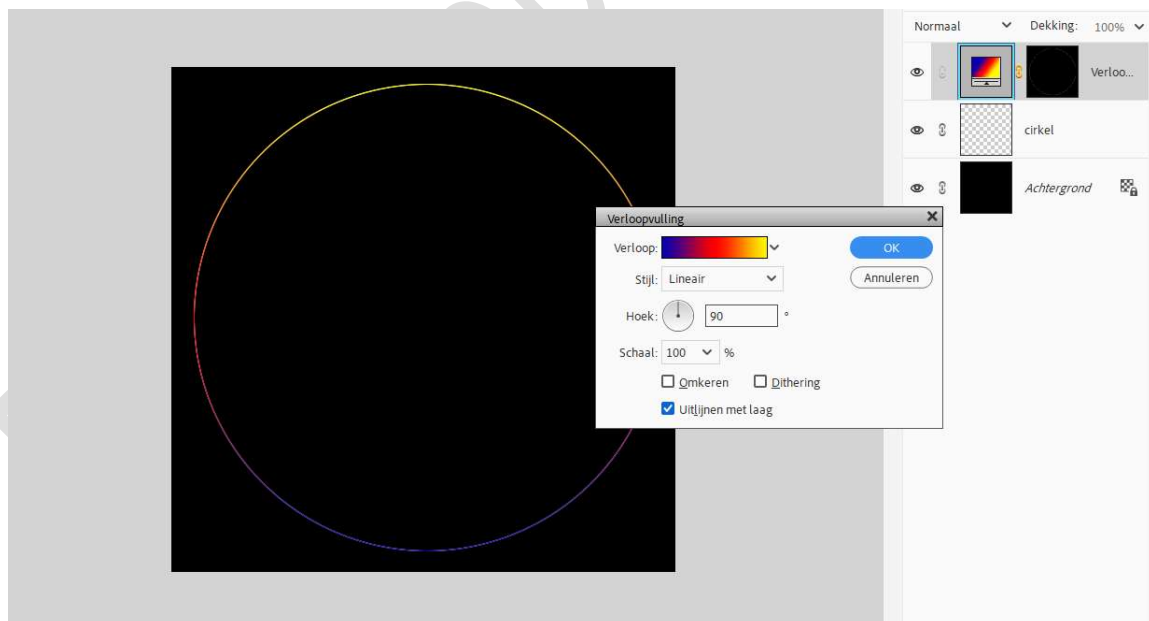 Normaal Dekking: 100%
Verloo...
cirkel
Achtergrond
Verloopvulling
Verloop: OK
Stijl: Lineair Annuleren
Hoek: 90 °
Schaal: 100 %
Omkeren Dithering
Uitlijnen met laag